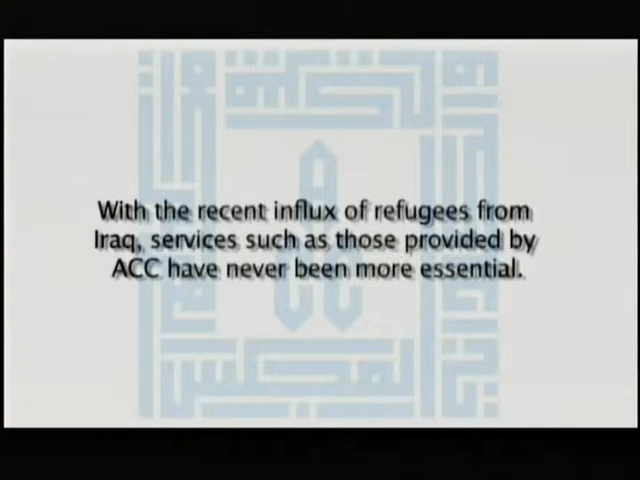 With the recent influx of refugees from
Iraq, services such as those provided by
ACC have never been more essential.